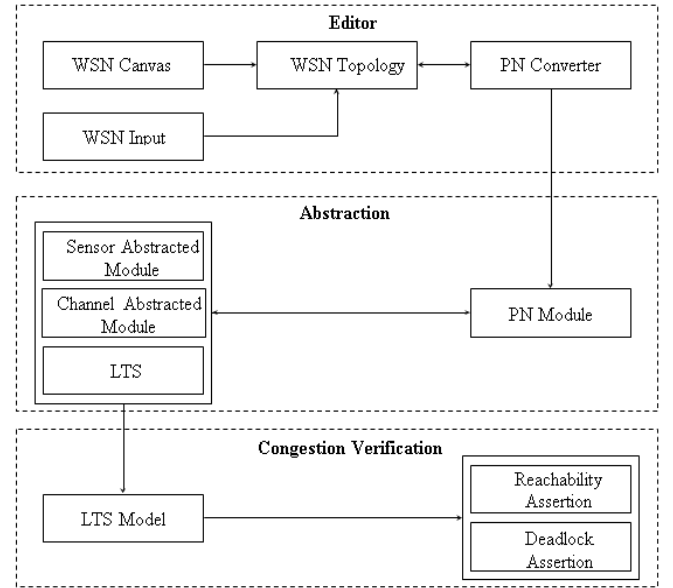 Editor
WSN Canvas
WSN Topology
PN Converter
WSN Input
Abstraction
Sensor Abstracted
Module
Channel Abstracted
Module
LTS
PN Module
Congestion Verification
LTS Model
Reachability
Assertion
Deadlock
Assertion